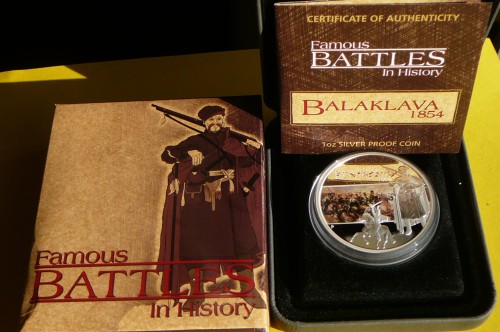 CERTIFICATE OF AUTHENTICITY
Famous
BATTLES
In History
BALAKLAVA
1854
1oz SILVER PROOF COIN
Famous
BATTLES
In History